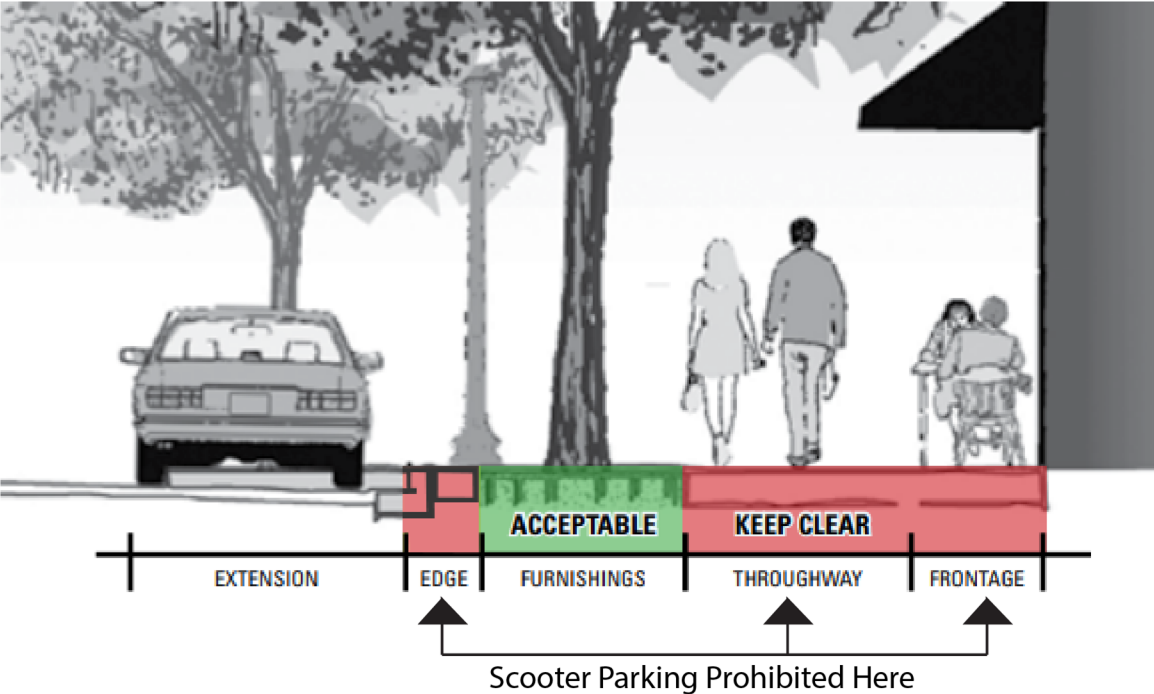 ACCEPTABLE KEEP CLEAR
EXTENSION EDGE FURNISHINGS THROUGHWAY FRONTAGE
Scooter Parking Prohibited Here